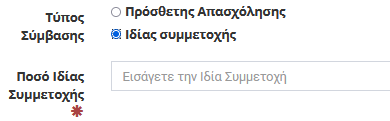 Τύπος Σύμβασης
Πρόσθετης Απασχόλησης
Ιδίας συμμετοχής
Ποσό Ιδίας Συμμετοχής *
Εισάγετε την Ιδία Συμμετοχή